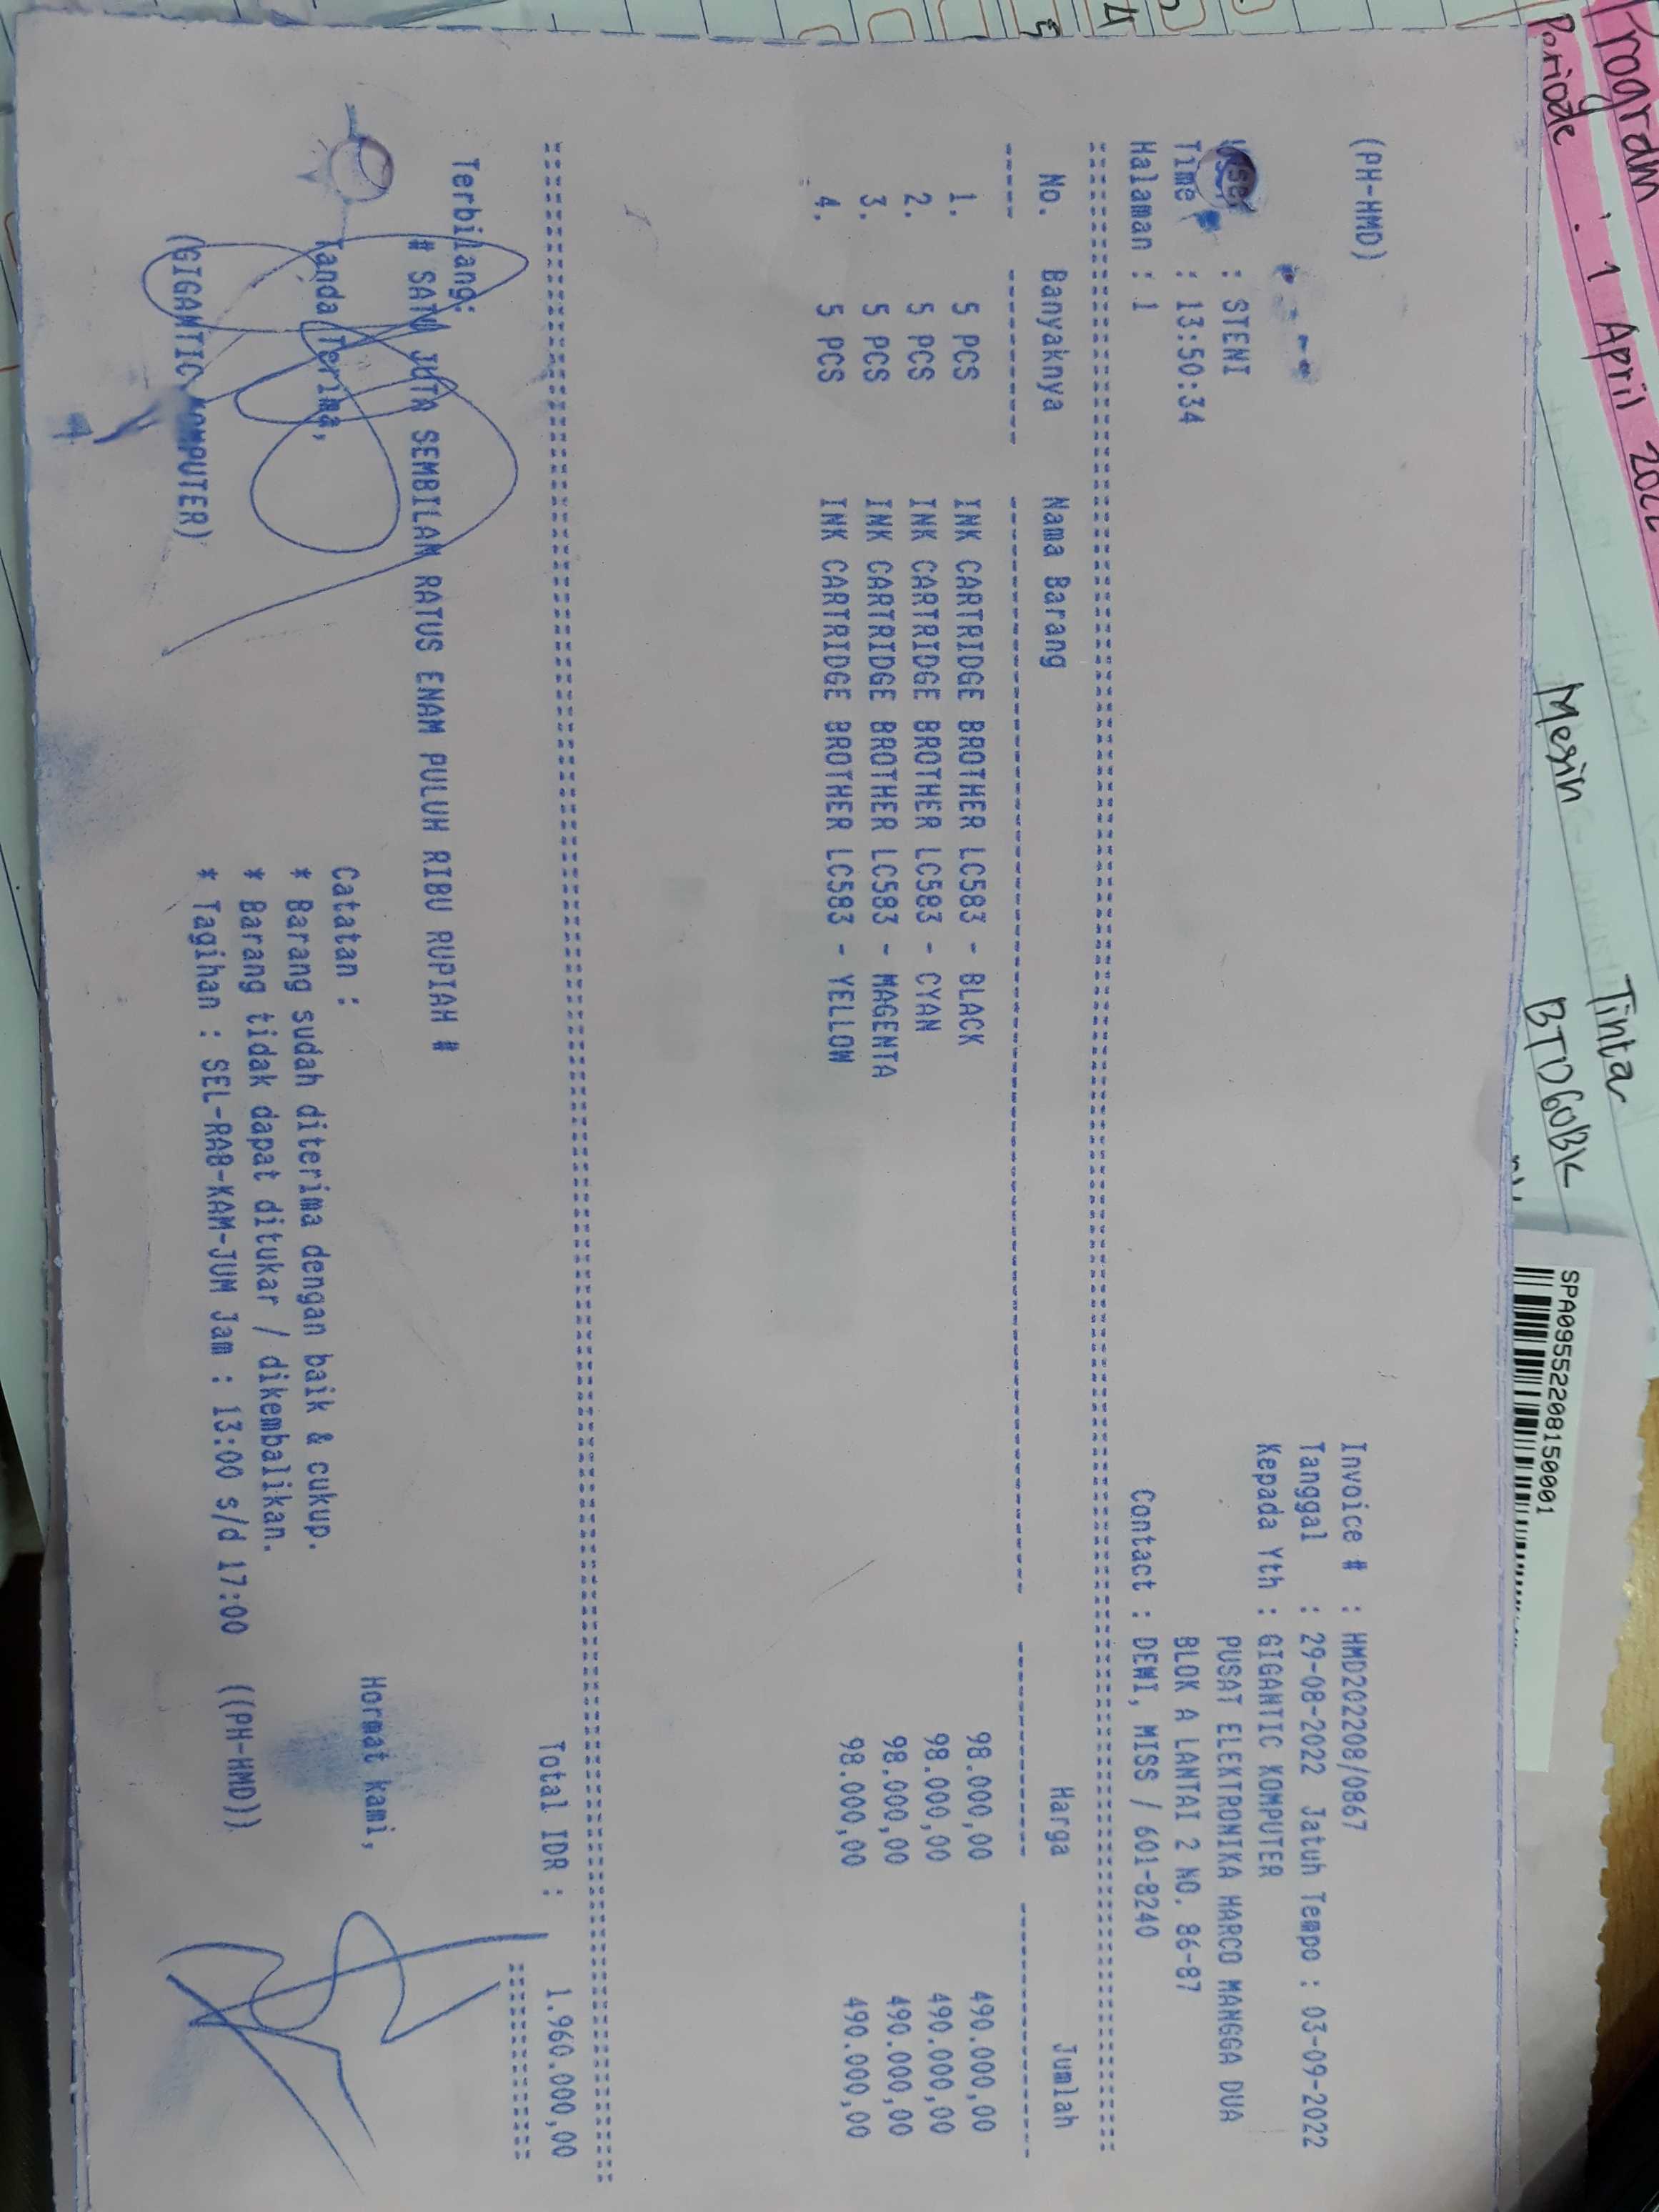 Program
Periode : 1 April 2022
Mesin
Tinta
BTD60BK
SPA09552208150001
(PH-HMD)
Invoice # : HMD202208/0867
Tanggal : 29-08-2022 Jatuh Tempo : 03-09-2022
Kepada Yth : GIGANTIC KOMPUTER
User : STENI
PUSAT ELEKTRONIKA HARCO MANGGA DUA
Time : 13:50:34
BLOK A LANTAI 2 NO. 86-87
Halaman : 1
Contact : DEWI, MISS / 601-8240
No. Banyaknya Nama Barang Harga Jumlah
1. 5 PCS INK CARTRIDGE BROTHER LC583 - BLACK 98.000,00 490.000,00
2. 5 PCS INK CARTRIDGE BROTHER LC583 - CYAN 98.000,00 490.000,00
3. 5 PCS INK CARTRIDGE BROTHER LC583 - MAGENTA 98.000,00 490.000,00
4. 5 PCS INK CARTRIDGE BROTHER LC583 - YELLOW 98.000,00 490.000,00
Total IDR : 1.960.000,00
Terbilang:
# SATU JUTA SEMBILAN RATUS ENAM PULUH RIBU RUPIAH #
Tanda Terima,
Catatan :
Hormat kami,
* Barang sudah diterima dengan baik & cukup.
* Barang tidak dapat ditukar / dikembalikan.
(GIGANTIC KOMPUTER)
* Tagihan : SEL-RAB-KAM-JUM Jam : 13:00 s/d 17:00 ((PH-HMD))